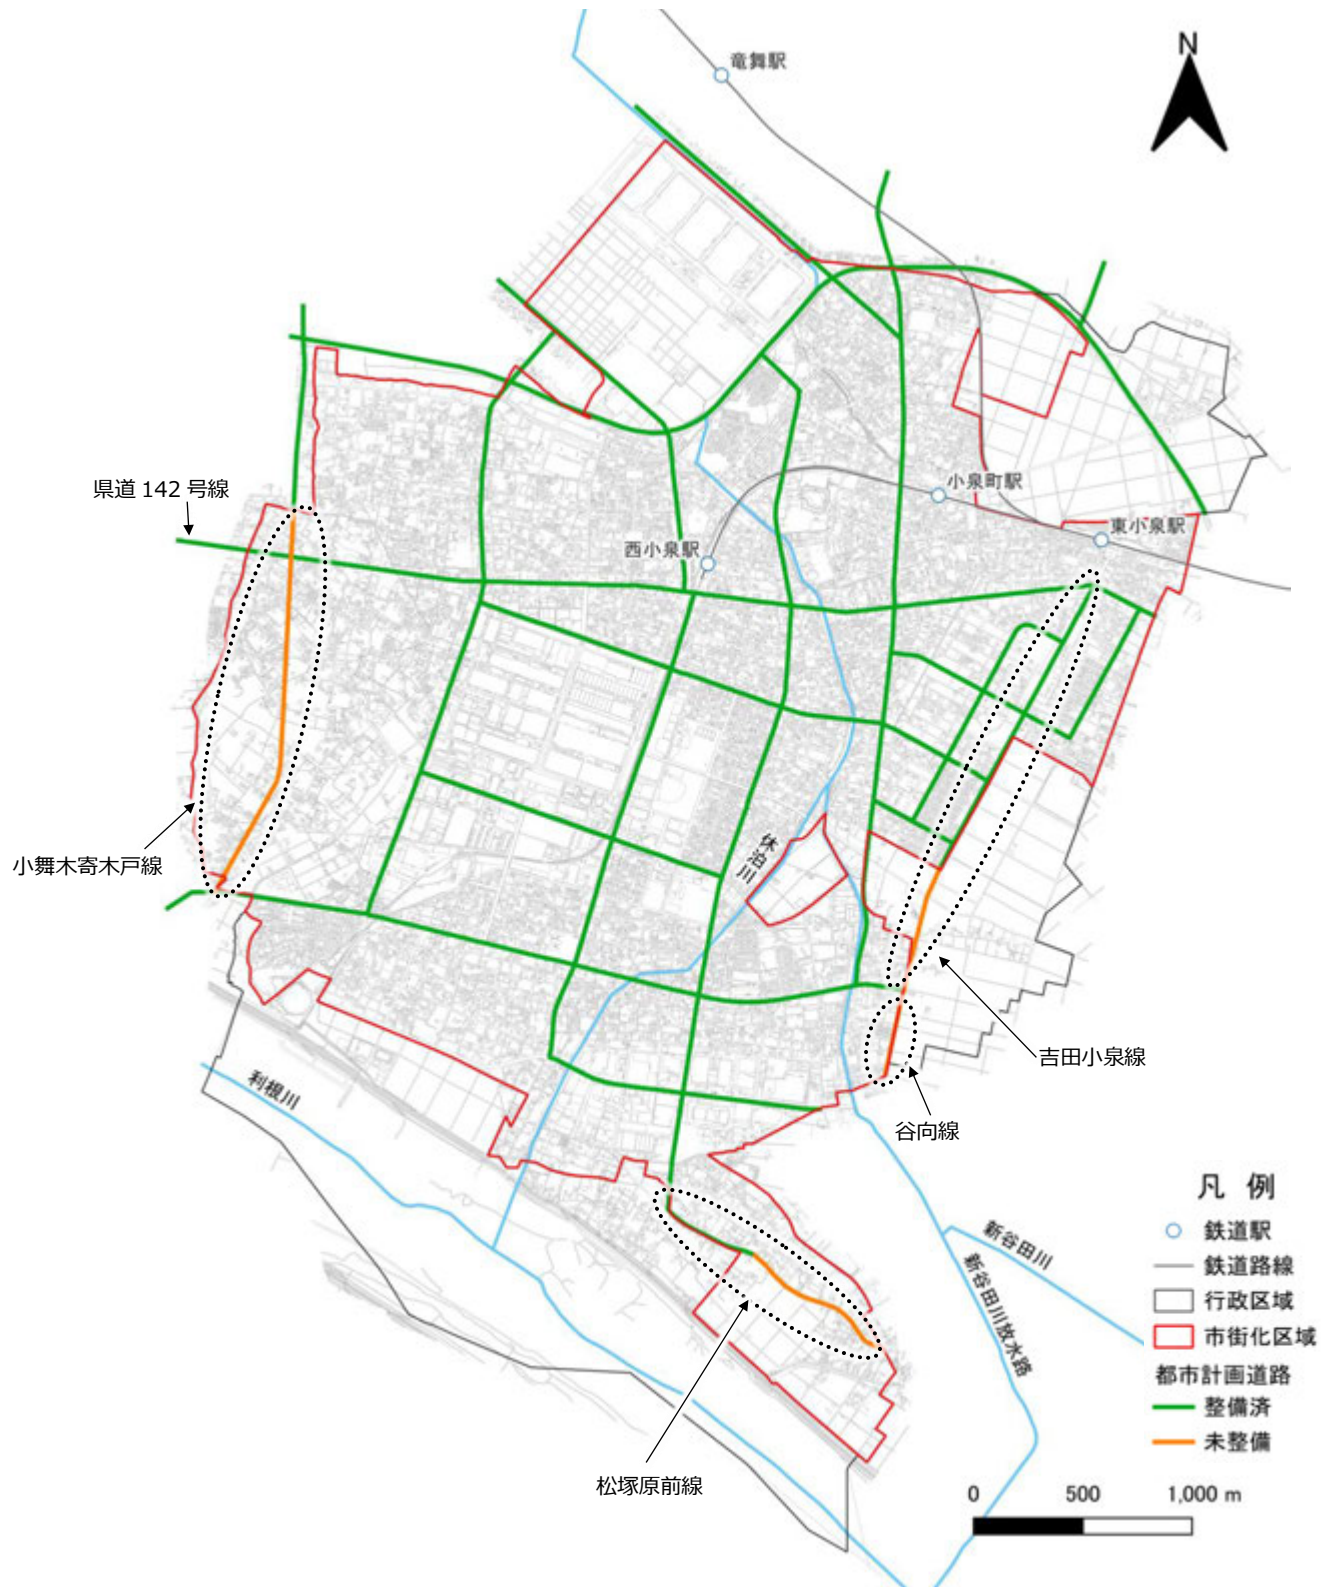 N
竜舞駅
県道 142 号線
小泉町駅
東小泉駅
西小泉駅
休泊川
小舞木寄木戸線
吉田小泉線
谷向線
利根川
新谷田川
新谷田川放水路
松塚原前線
凡 例
鉄道駅
鉄道路線
行政区域
市街化区域
都市計画道路
整備済
未整備
0 500 1,000 m